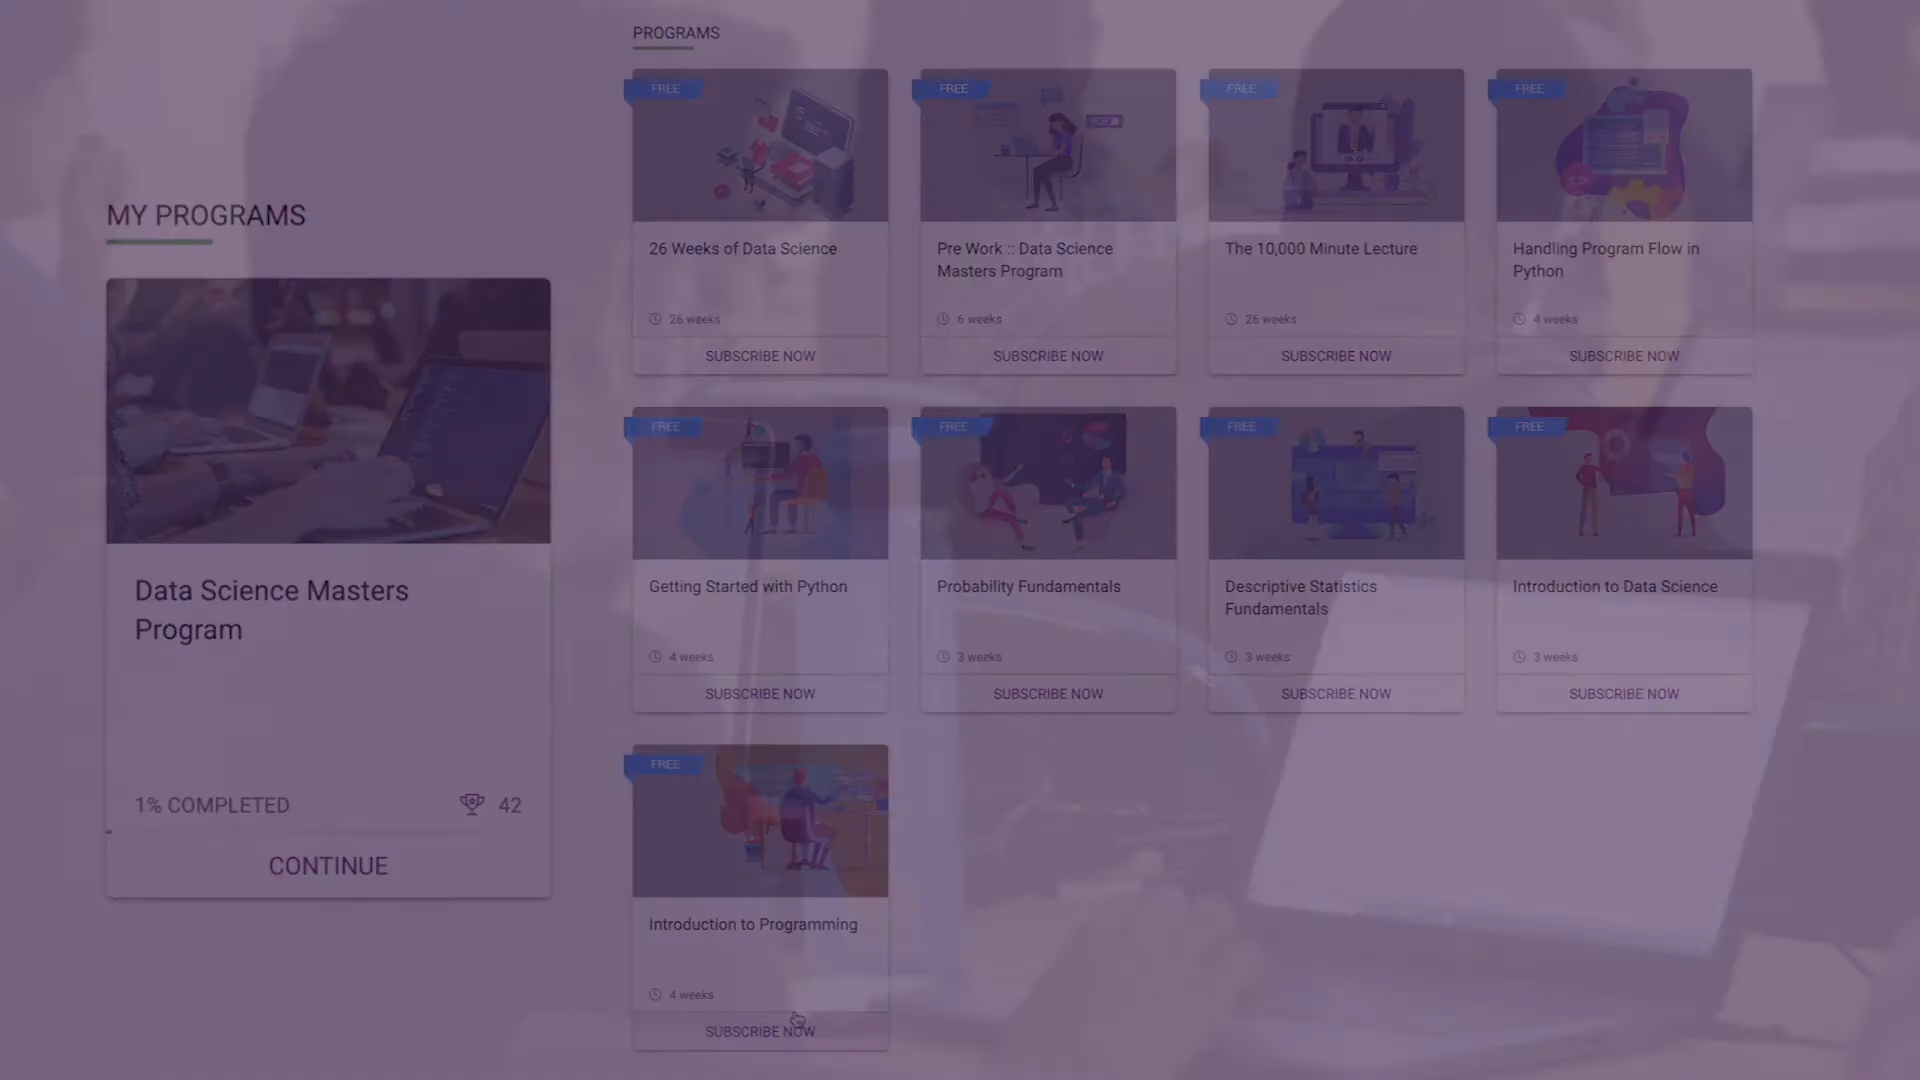 MY PROGRAMS
Data Science Masters
Program
1% COMPLETED
42
CONTINUE
PROGRAMS
FREE
26 Weeks of Data Science
26 weeks
SUBSCRIBE NOW
FREE
Pre Work :: Data Science
Masters Program
6 weeks
SUBSCRIBE NOW
FREE
The 10,000 Minute Lecture
26 weeks
SUBSCRIBE NOW
FREE
Handling Program Flow in
Python
4 weeks
SUBSCRIBE NOW
FREE
Getting Started with Python
4 weeks
SUBSCRIBE NOW
FREE
Probability Fundamentals
3 weeks
SUBSCRIBE NOW
FREE
Descriptive Statistics
Fundamentals
3 weeks
SUBSCRIBE NOW
FREE
Introduction to Data Science
3 weeks
SUBSCRIBE NOW
FREE
Introduction to Programming
4 weeks
SUBSCRIBE NOW